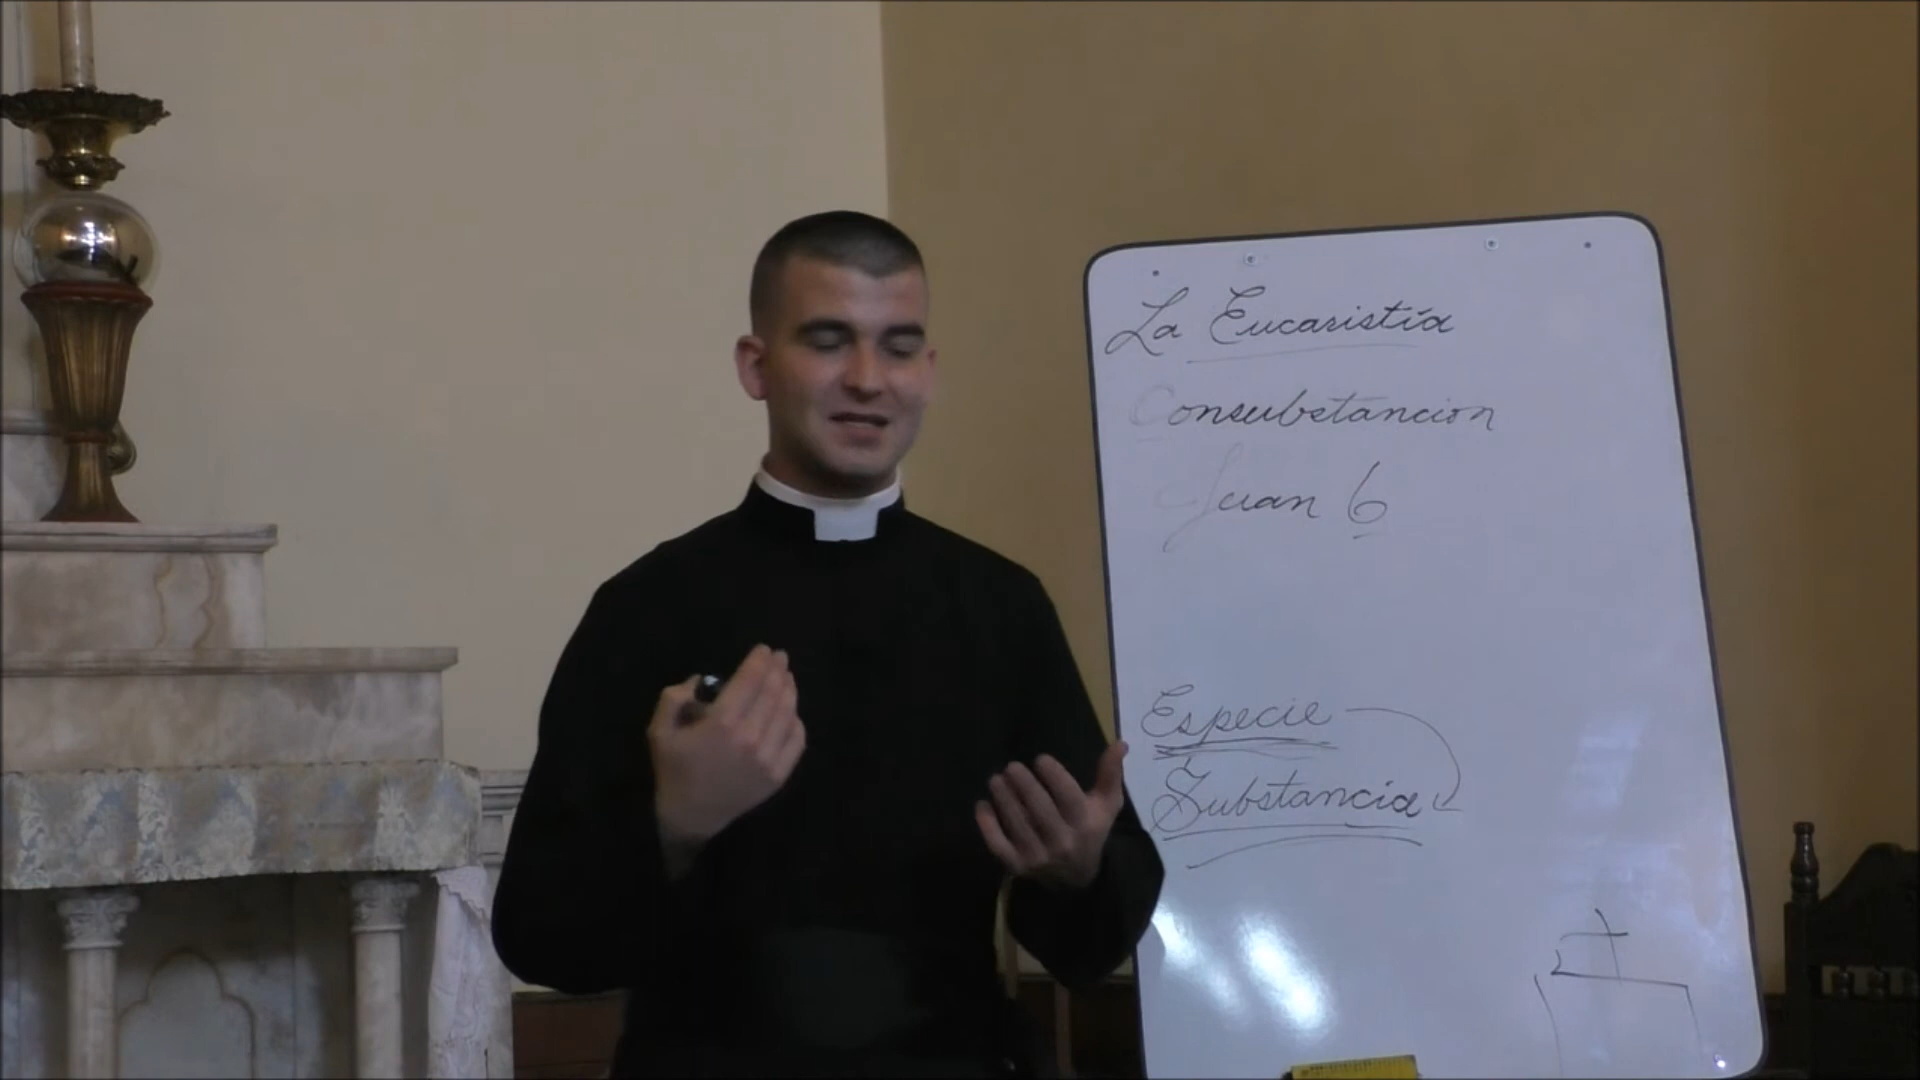 La Eucaristía
Consubstancion
Juan 6
Especie
Substancia